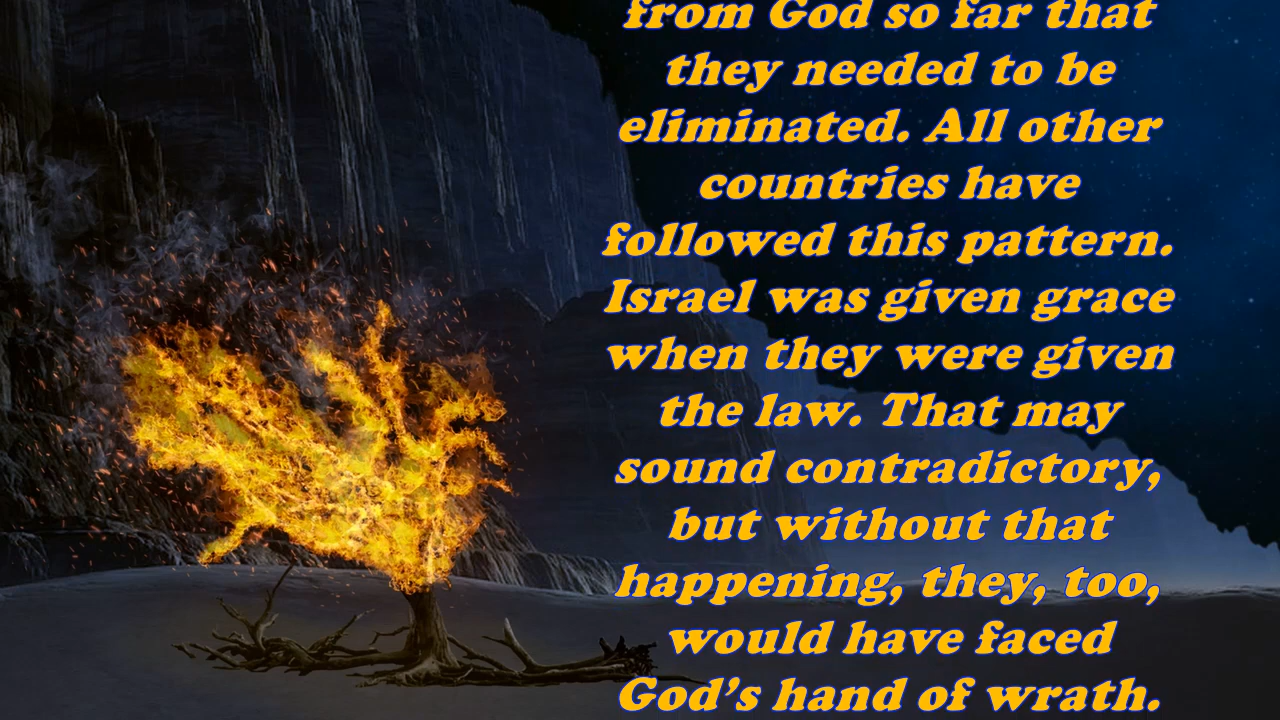 from God so far that
they needed to be
eliminated. All other
countries have
followed this pattern.
Israel was given grace
when they were given
the law. That may
sound contradictory,
but without that
happening, they, too,
would have faced
God’s hand of wrath.